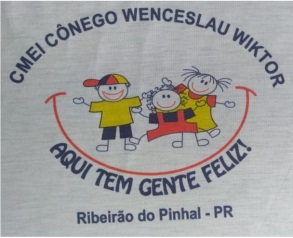 CMEI CÔNEGO WENCESLAU WIKTOR
AQUI TEM GENTE FELIZ!
Ribeirão do Pinhal - PR